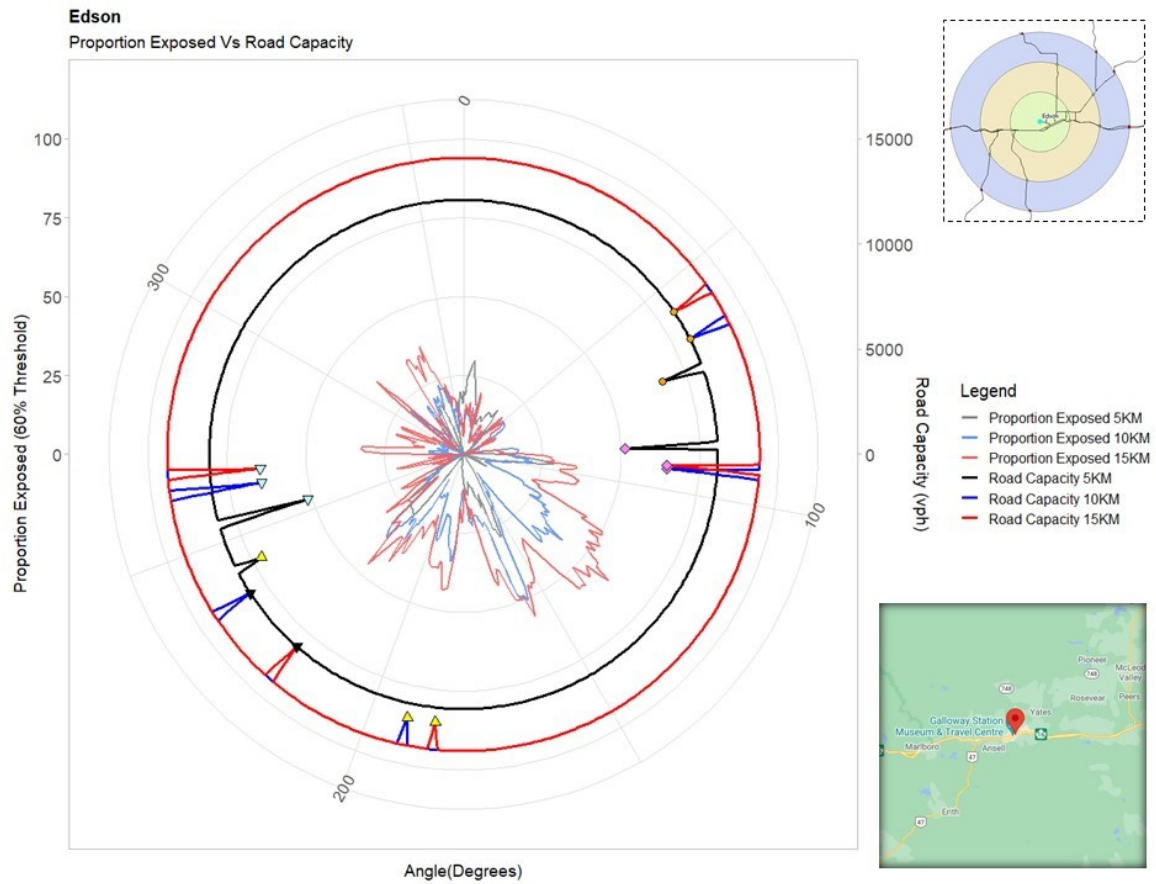 Edson
Proportion Exposed Vs Road Capacity
0
100
300
200
100
75
50
25
0
Proportion Exposed (60% Threshold)
15000
10000
5000
0
Road Capacity (vph)
Angle(Degrees)
Edson
Legend
Proportion Exposed 5KM
Proportion Exposed 10KM
Proportion Exposed 15KM
Road Capacity 5KM
Road Capacity 10KM
Road Capacity 15KM
Pioneer
McLeod
Valley
748
Rosevear
Peers
748
Yates
Galloway Station
Museum & Travel Centre
Marlboro
Ansell
47
Erith
47